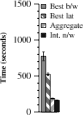 1500
1000
500
0
Time (seconds)
Best b/w
Best lat
Aggregate
Int. n/w